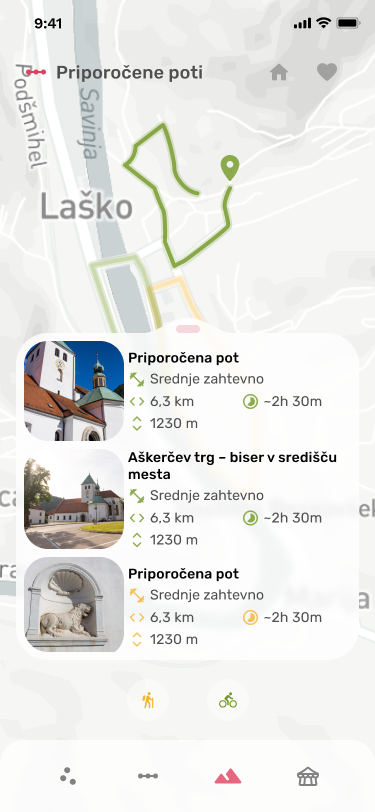 9:41
Priporočene poti
Podšmihel
Savinja
Laško
Priporočena pot
Srednje zahtevno
6,3 km
~2h 30m
1230 m
Aškerčev trg – biser v središču
mesta
Srednje zahtevno
6,3 km
~2h 30m
1230 m
Priporočena pot
Srednje zahtevno
6,3 km
~2h 30m
1230 m